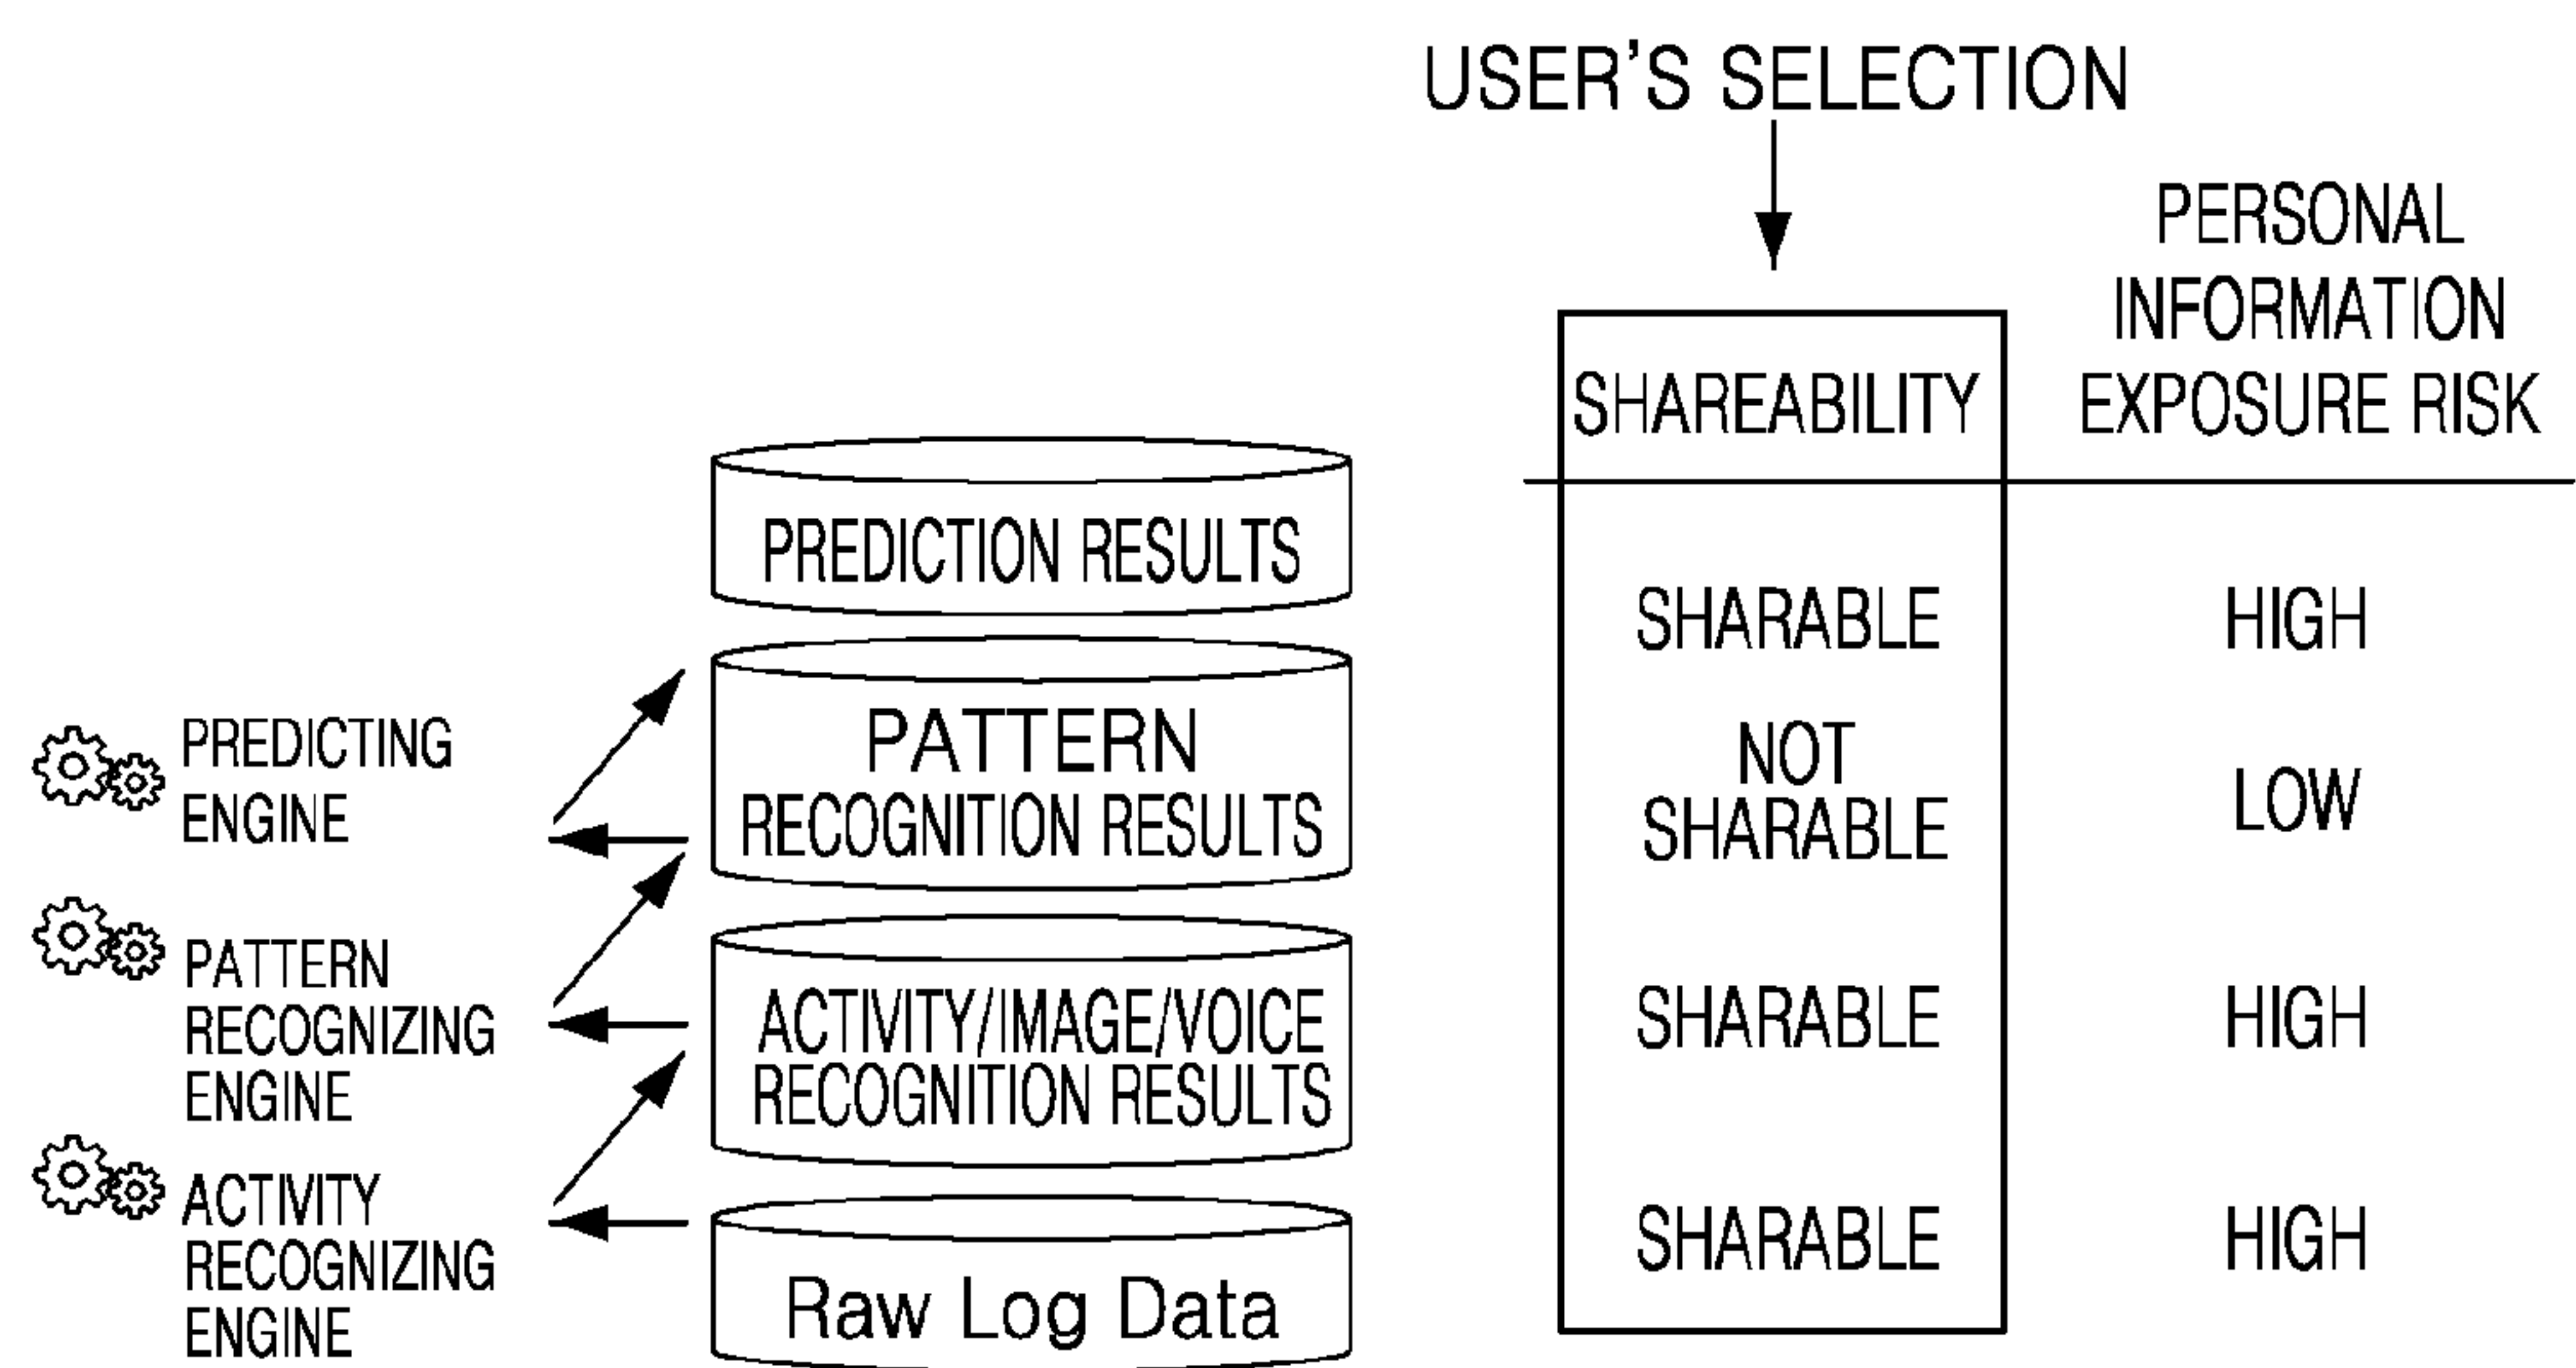 USER'S SELECTION
PERSONAL
INFORMATION
EXPOSURE RISK
SHAREABILITY
PREDICTION RESULTS
SHARABLE
HIGH
PREDICTING
ENGINE
PATTERN
RECOGNITION RESULTS
NOT
SHARABLE
LOW
PATTERN
RECOGNIZING
ENGINE
ACTIVITY/IMAGE/VOICE
RECOGNITION RESULTS
SHARABLE
HIGH
ACTIVITY
RECOGNIZING
ENGINE
Raw Log Data
SHARABLE
HIGH